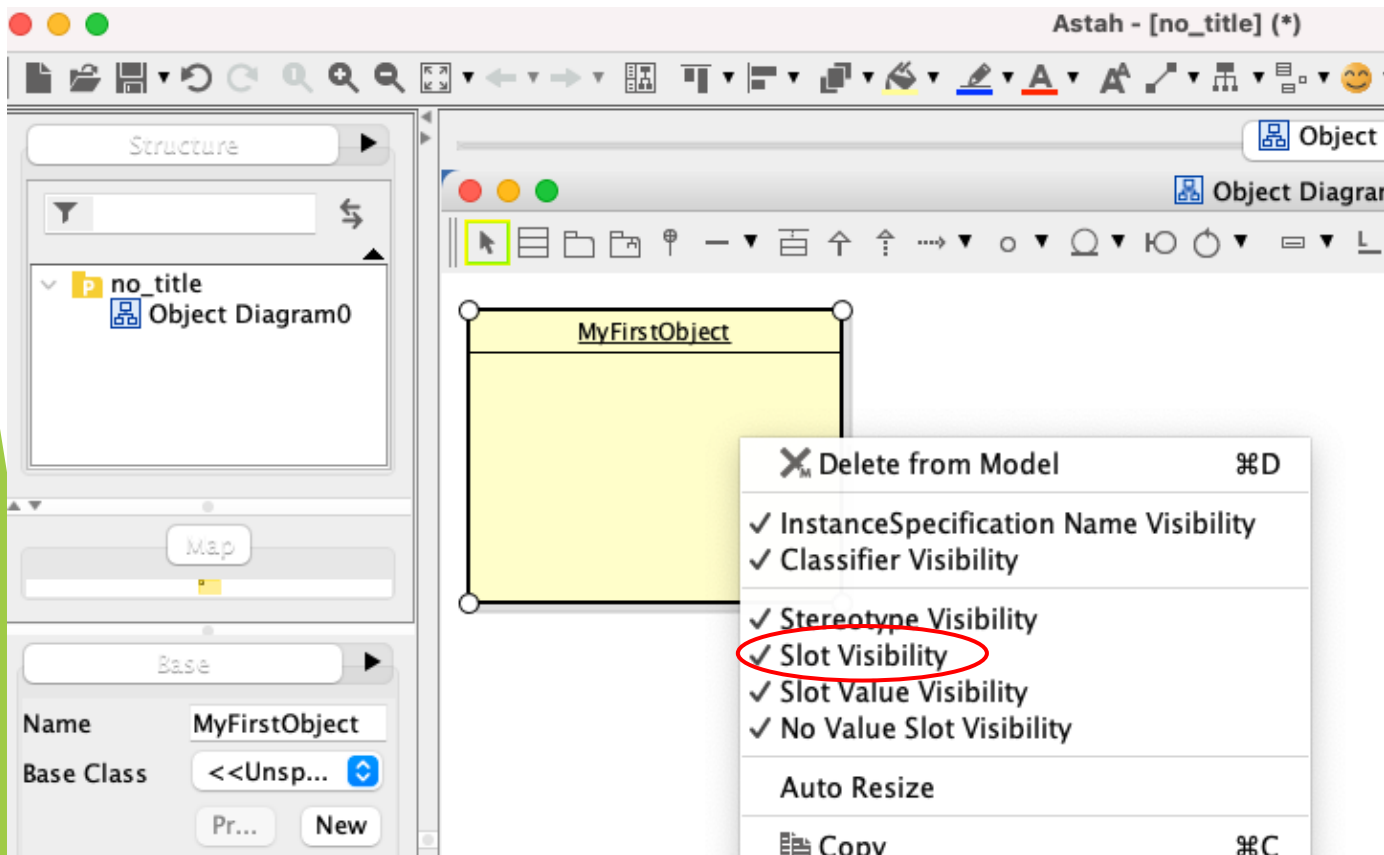 Astah - [no_title] (*)
Structure
no_title
Object Diagram0
Map
Base
Name MyFirstObject
Base Class <<Unsp...
Pr... New
Object
Object Diagra
MyFirstObject
Delete from Model ⌘D
InstanceSpecification Name Visibility
Classifier Visibility
Stereotype Visibility
Slot Visibility
Slot Value Visibility
No Value Slot Visibility
Auto Resize
Copy ⌘C